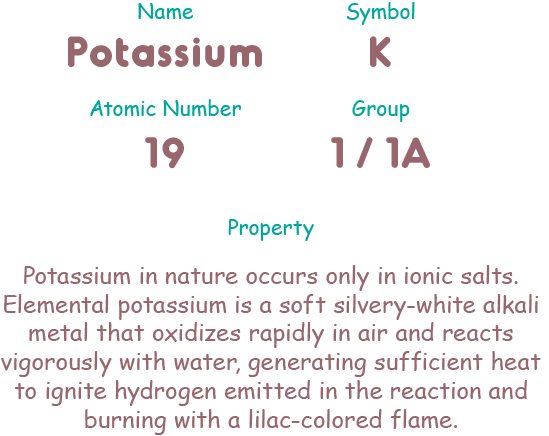 Name Symbol
Potassium K
Atomic Number Group
19 1 / 1A
Property
Potassium in nature occurs only in ionic salts.
Elemental potassium is a soft silvery-white alkali
metal that oxidizes rapidly in air and reacts
vigorously with water, generating sufficient heat
to ignite hydrogen emitted in the reaction and
burning with a lilac-colored flame.